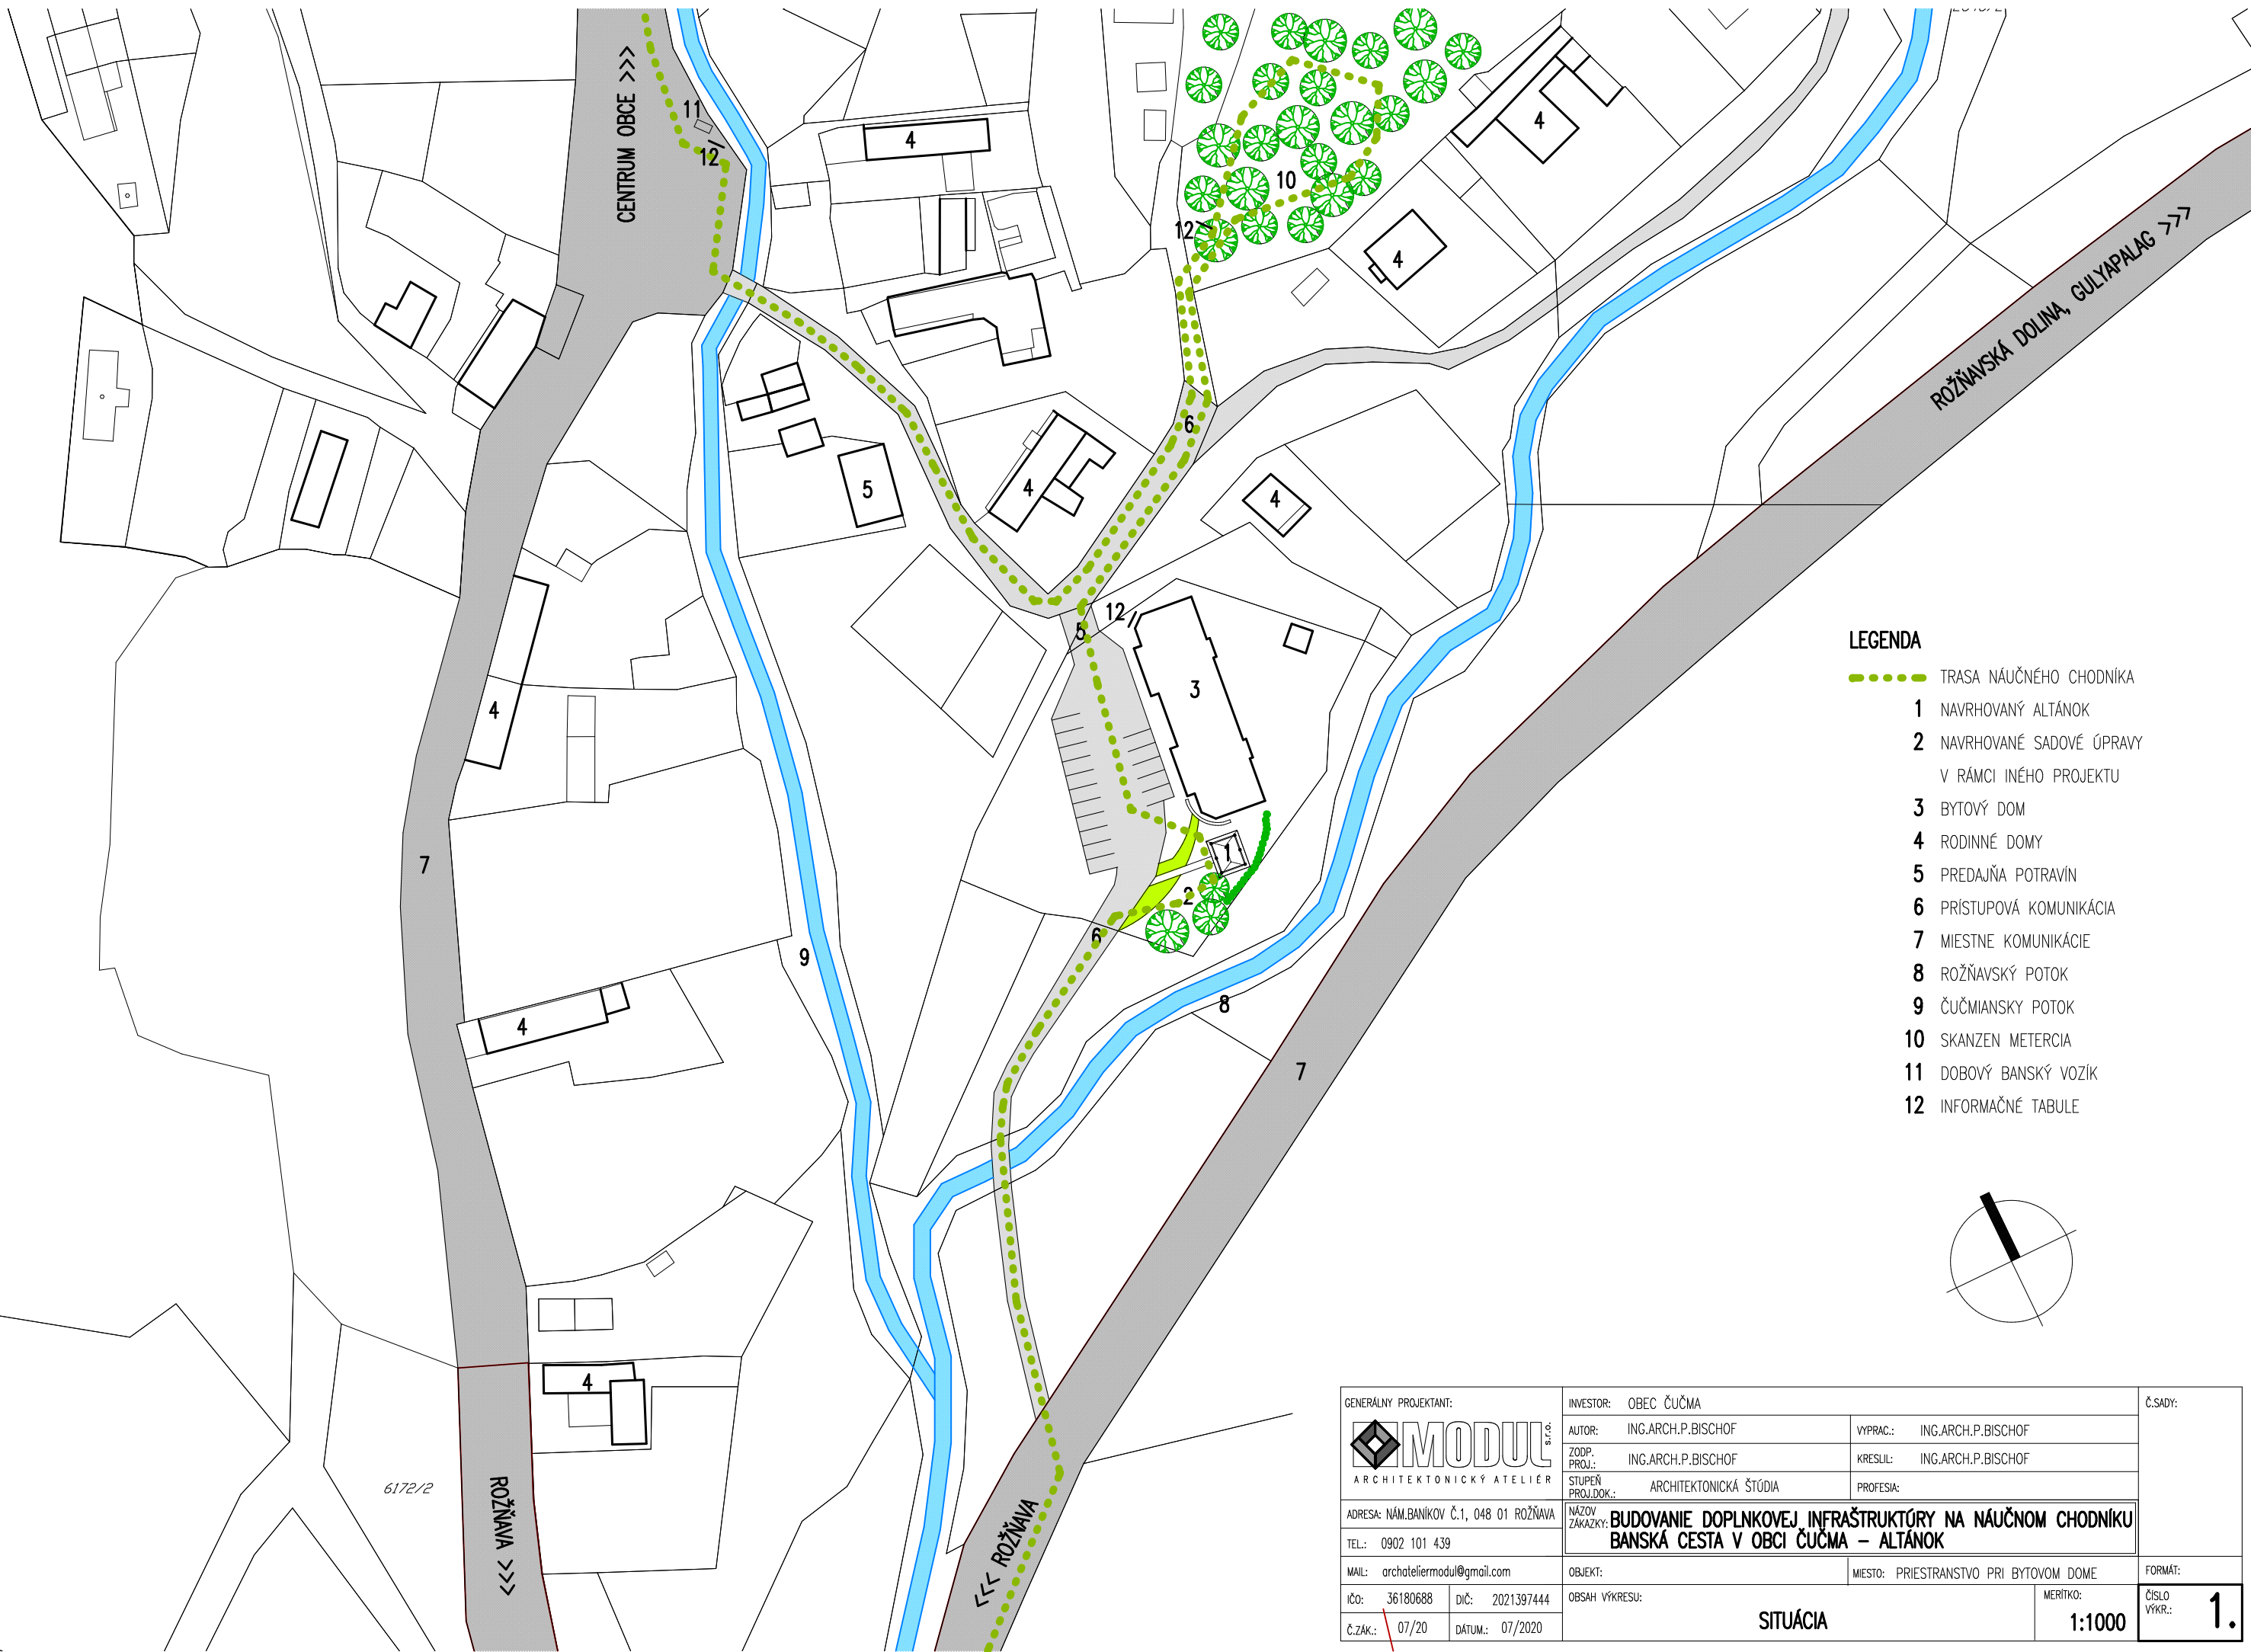 CENTRUM OBCE >>>
11
12
4
10
12
4
4
ROŽŇAVSKÁ DOLINA, GULYAPALAG >>>
6
5
4
4
12
5
3
4
7
1
2
6
9
8
4
7
4
6172/2
ROŽŇAVA >>>
<<< ROŽŇAVA
LEGENDA
TRASA NÁUČNÉHO CHODNÍKA
1 NAVRHOVANÝ ALTÁNOK
2 NAVRHOVANÉ SADOVÉ ÚPRAVY
V RÁMCI INÉHO PROJEKTU
3 BYTOVÝ DOM
4 RODINNÉ DOMY
5 PREDAJŇA POTRAVÍN
6 PRÍSTUPOVÁ KOMUNIKÁCIA
7 MIESTNE KOMUNIKÁCIE
8 ROŽŇAVSKÝ POTOK
9 ČUČMIANSKY POTOK
10 SKANZEN METERCIA
11 DOBOVÝ BANSKÝ VOZÍK
12 INFORMAČNÉ TABULE
GENERÁLNY PROJEKTANT:
MODUL s.r.o.
ARCHITEKTONICKÝ ATELIÉR
ADRESA: NÁM.BANÍKOV Č.1, 048 01 ROŽŇAVA
TEL.: 0902 101 439
MAIL: archateliermodul@gmail.com
IČO: 36180688 DIČ: 2021397444
Č.ZÁK.: 07/20 DÁTUM.: 07/2020
INVESTOR: OBEC ČUČMA
AUTOR: ING.ARCH.P.BISCHOF VYPRAC.: ING.ARCH.P.BISCHOF
ZODP. PROJ.: ING.ARCH.P.BISCHOF KRESLIL: ING.ARCH.P.BISCHOF
STUPEŇ PROJ.DOK.: ARCHITEKTONICKÁ ŠTÚDIA PROFESIA:
NÁZOV ZÁKAZKY: BUDOVANIE DOPLNKOVEJ INFRAŠTRUKTÚRY NA NÁUČNOM CHODNÍKU
BANSKÁ CESTA V OBCI ČUČMA – ALTÁNOK
OBJEKT: MIESTO: PRIESTRANSTVO PRI BYTOVOM DOME
OBSAH VÝKRESU: SITUÁCIA
MERÍTKO: 1:1000
Č.SADY:
FORMÁT:
ČÍSLO VÝKR.: 1.